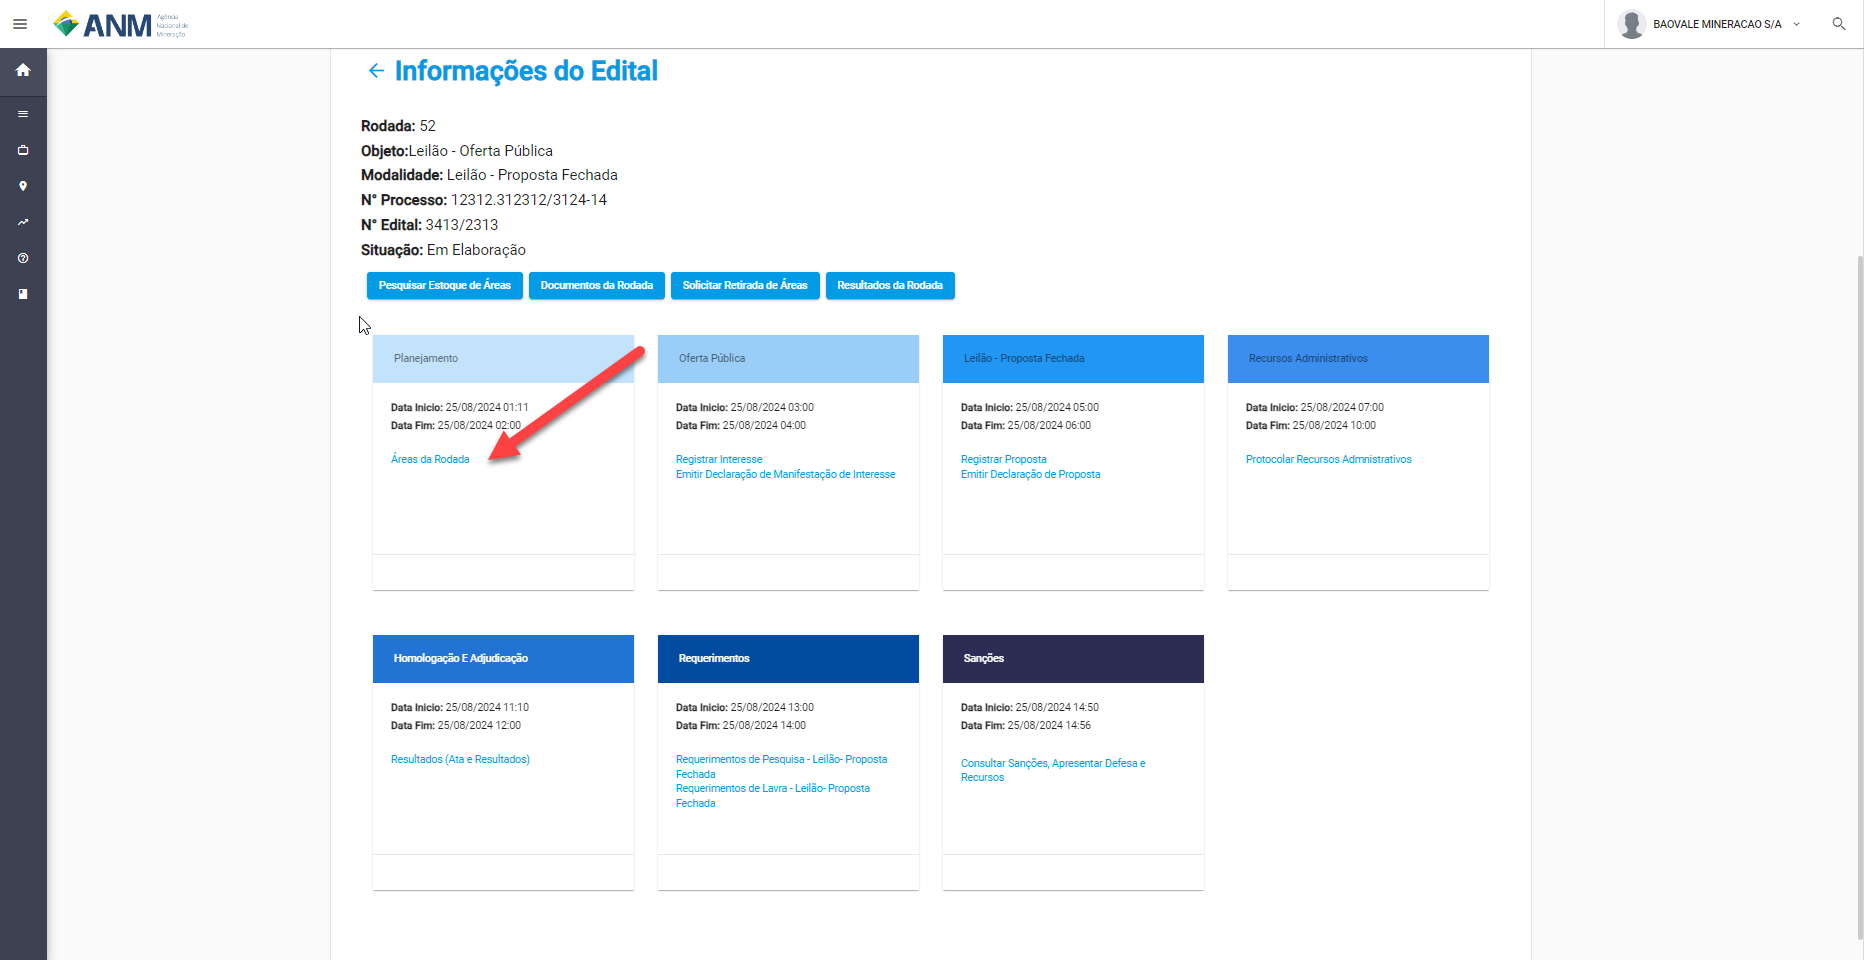 ANM
Agência
Nacional de
Mineração
BAOVALE MINERACAO S/A
Informações do Edital
Rodada: 52
Objeto:Leilão - Oferta Pública
Modalidade: Leilão - Proposta Fechada
N° Processo: 12312.312312/3124-14
N° Edital: 3413/2313
Situação: Em Elaboração
Pesquisar Estoque de Áreas
Documentos da Rodada
Solicitar Retirada de Áreas
Resultados da Rodada
Planejamento
Data Inicio: 25/08/2024 01:11
Data Fim: 25/08/2024 02:00
Áreas da Rodada
Oferta Pública
Data Inicio: 25/08/2024 03:00
Data Fim: 25/08/2024 04:00
Registrar Interesse
Emitir Declaração de Manifestação de Interesse
Leilão - Proposta Fechada
Data Inicio: 25/08/2024 05:00
Data Fim: 25/08/2024 06:00
Registrar Proposta
Emitir Declaração de Proposta
Recursos Administrativos
Data Inicio: 25/08/2024 07:00
Data Fim: 25/08/2024 10:00
Protocolar Recursos Admnistrativos
Homologação E Adjudicação
Data Inicio: 25/08/2024 11:10
Data Fim: 25/08/2024 12:00
Resultados (Ata e Resultados)
Requerimentos
Data Inicio: 25/08/2024 13:00
Data Fim: 25/08/2024 14:00
Requerimentos de Pesquisa - Leilão- Proposta
Fechada
Requerimentos de Lavra - Leilão- Proposta
Fechada
Sanções
Data Inicio: 25/08/2024 14:50
Data Fim: 25/08/2024 14:56
Consultar Sanções, Apresentar Defesa e
Recursos